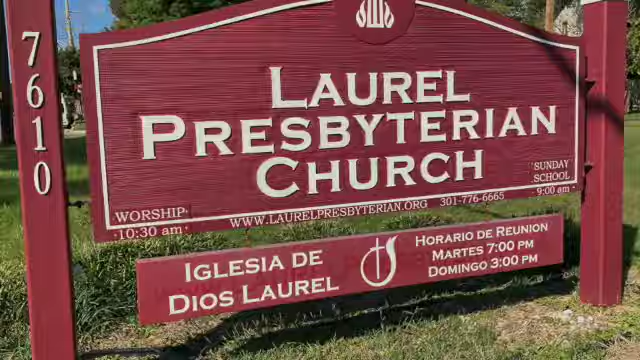 7610
LAUREL
PRESBYTERIAN
CHURCH
WORSHIP
10:30 am
WWW.LAURELPRESBYTERIAN.ORG 301-776-6665
SUNDAY
SCHOOL
9:00 am
IGLESIA DE
DIOS LAUREL
HORARIO DE REUNION
MARTES 7:00 PM
DOMINGO 3:00 PM